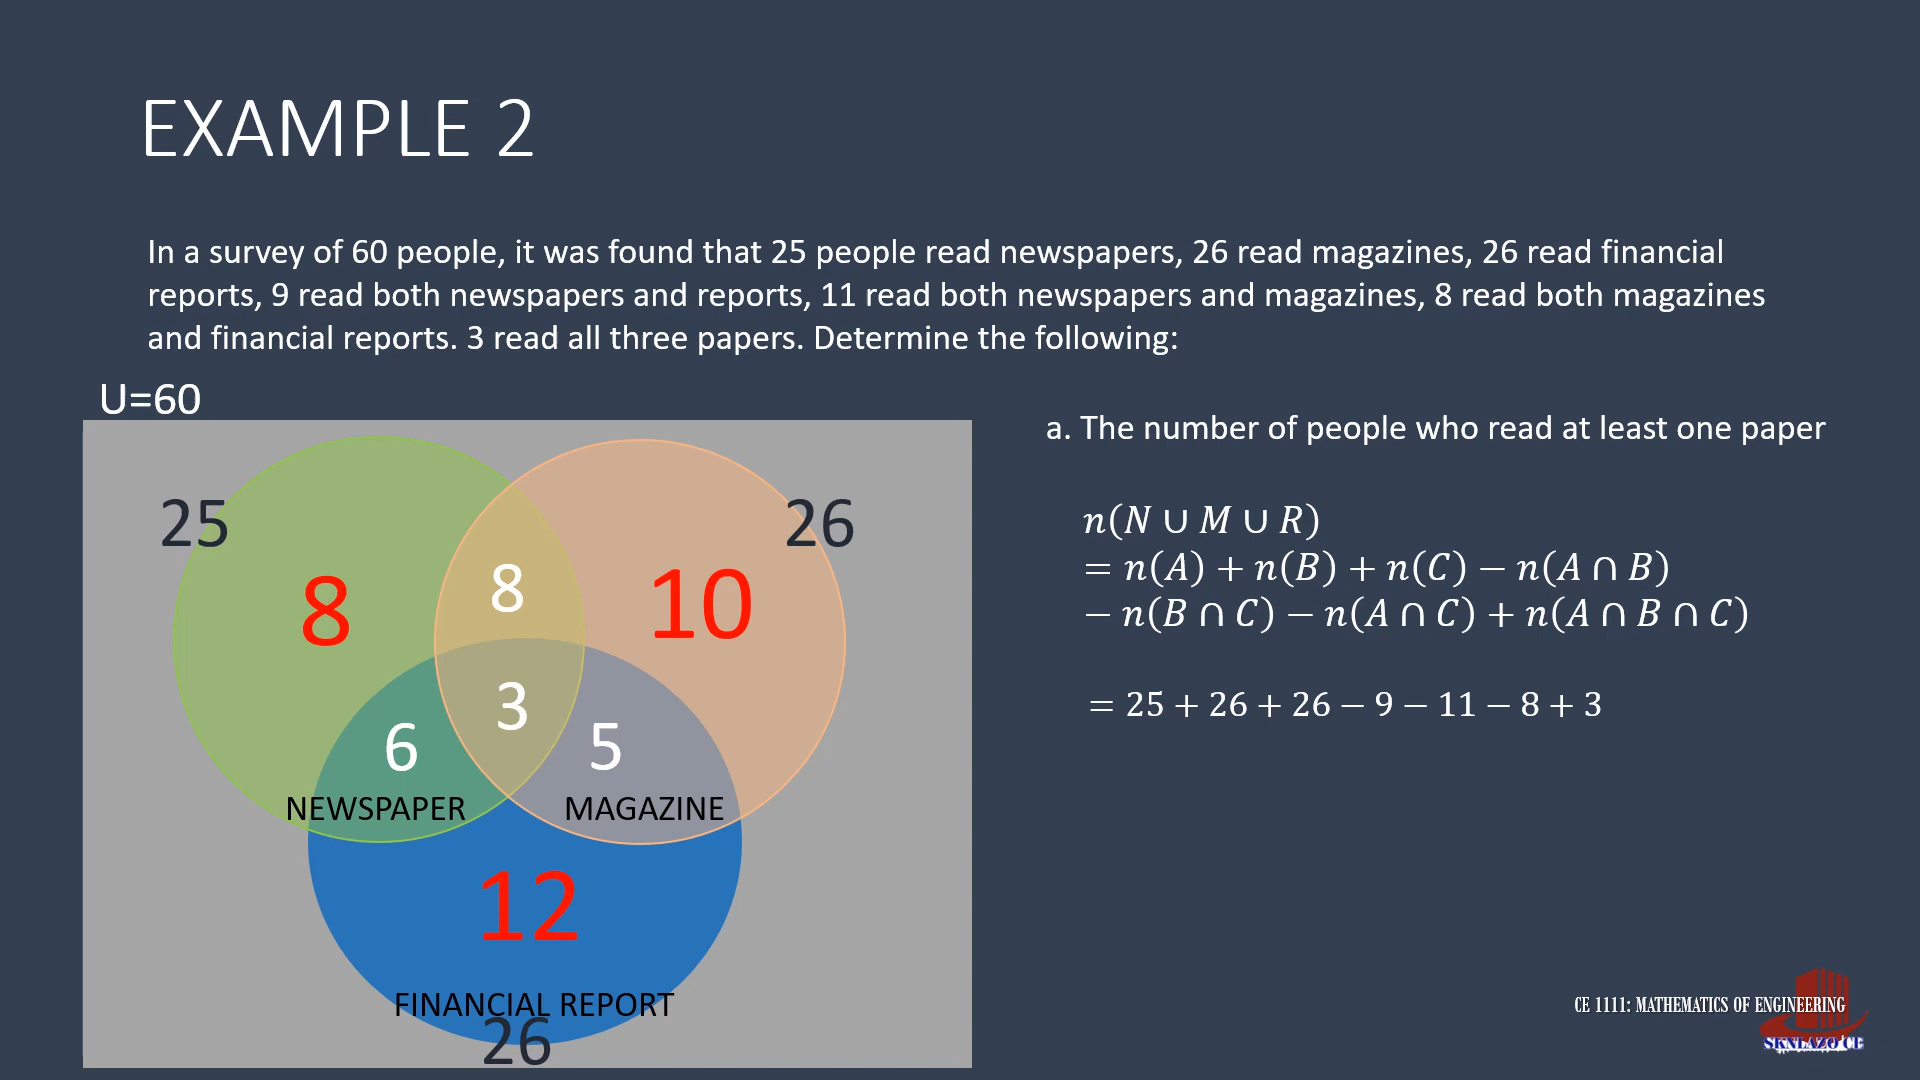 EXAMPLE 2
In a survey of 60 people, it was found that 25 people read newspapers, 26 read magazines, 26 read financial
reports, 9 read both newspapers and reports, 11 read both newspapers and magazines, 8 read both magazines
and financial reports. 3 read all three papers. Determine the following:
U=60
25
26
8
8
10
3
6
5
NEWSPAPER
MAGAZINE
12
FINANCIAL REPORT
26
a. The number of people who read at least one paper
n(N ∪ M ∪ R)
= n(A) + n(B) + n(C) − n(A ∩ B)
− n(B ∩ C) − n(A ∩ C) + n(A ∩ B ∩ C)
= 25 + 26 + 26 − 9 − 11 − 8 + 3
CE 1111: MATHEMATICS OF ENGINEERING
SKNLAZO CE